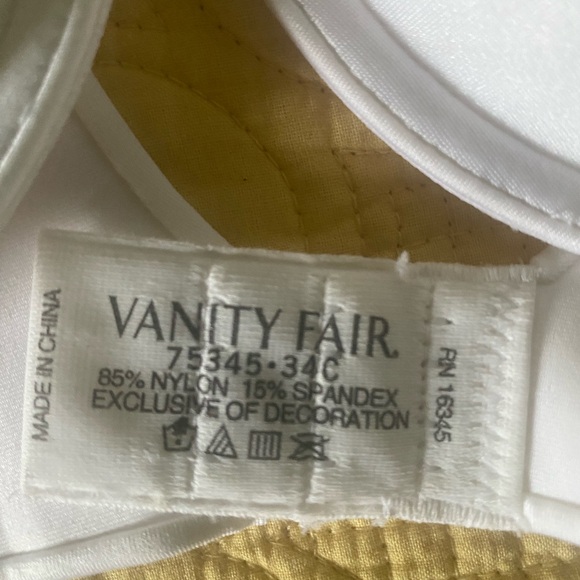 MADE IN CHINA
VANITY FAIR.
75345·34C
85% NYLON 15% SPANDEX
EXCLUSIVE OF DECORATION
RN 16345